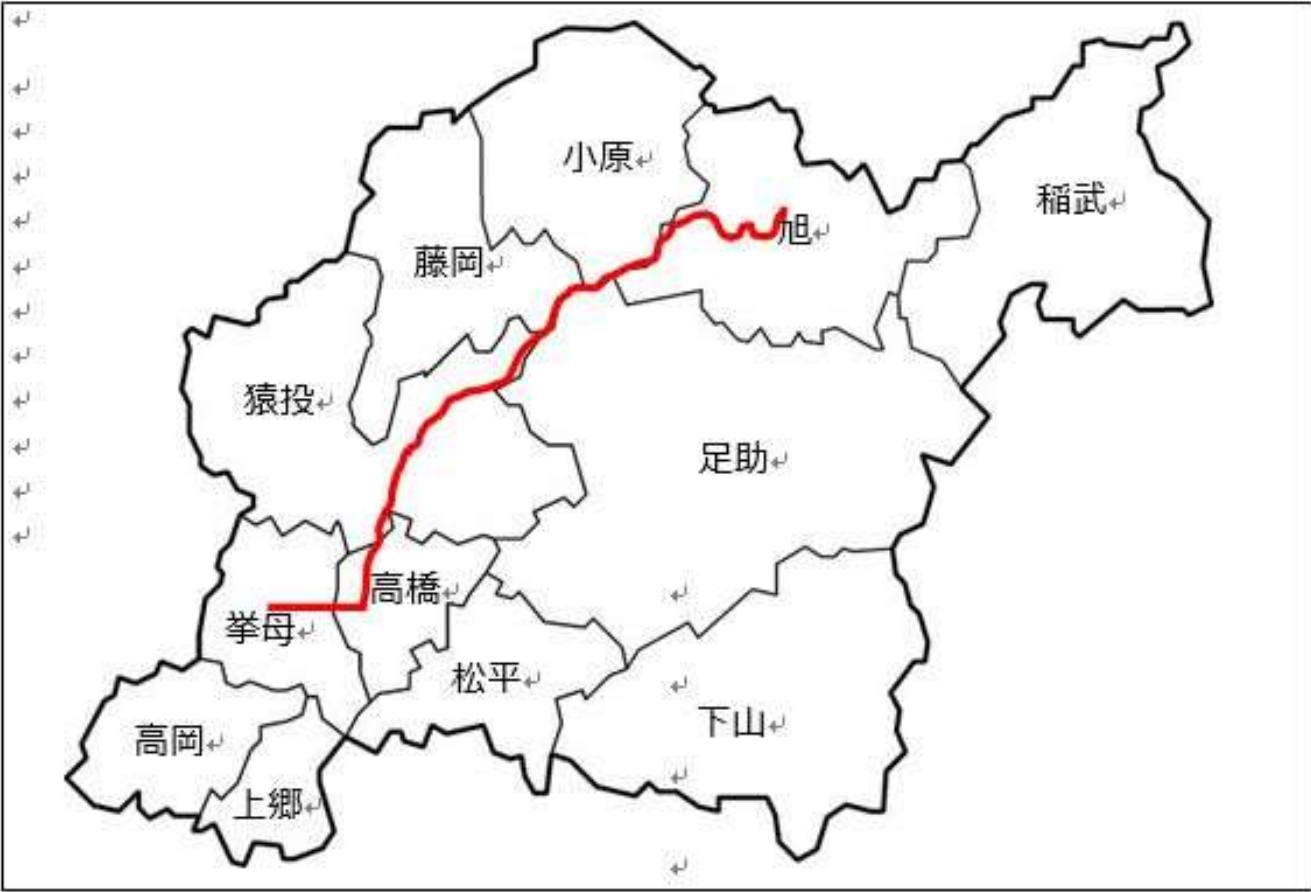 小原
稲武
旭
藤岡
猿投
足助
高橋
挙母
松平
下山
高岡
上郷